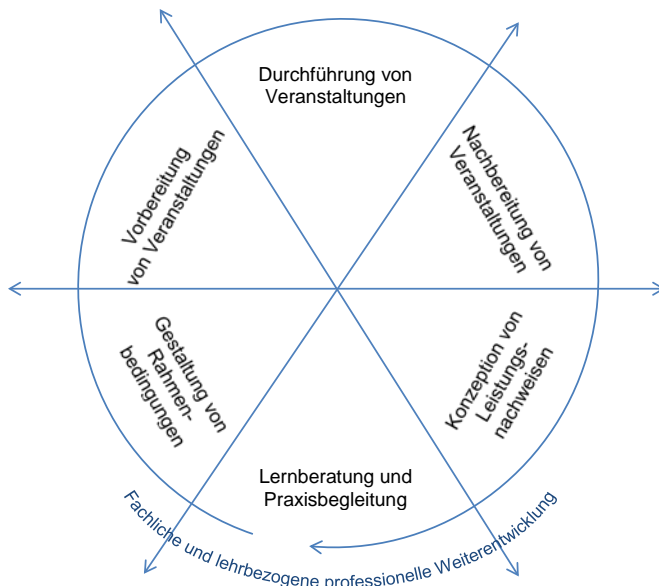 Durchführung von
Veranstaltungen
Vorbereitung
von Veranstaltungen
Nachbereitung von
Veranstaltungen
Gestaltung von
Rahmen-
bedingungen
Konzeption von
Leistungs-
nachweisen
Lernberatung und
Praxisbegleitung
Fachliche und lehrbezogene professionelle Weiterentwicklung